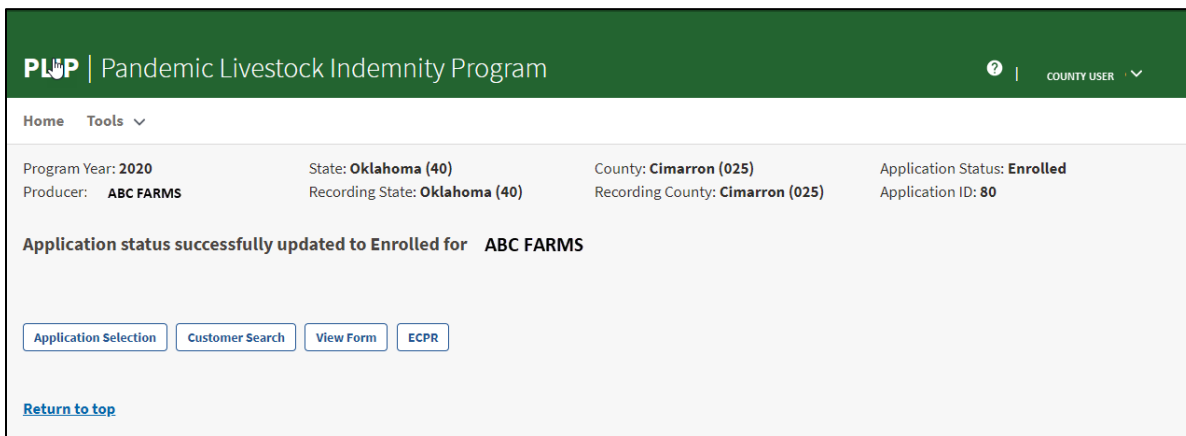 PLIP | Pandemic Livestock Indemnity Program
? | COUNTY USER
Home Tools
Program Year: 2020 State: Oklahoma (40) County: Cimarron (025) Application Status: Enrolled
Producer: ABC FARMS Recording State: Oklahoma (40) Recording County: Cimarron (025) Application ID: 80
Application status successfully updated to Enrolled for ABC FARMS
Application Selection Customer Search View Form ECPR
Return to top